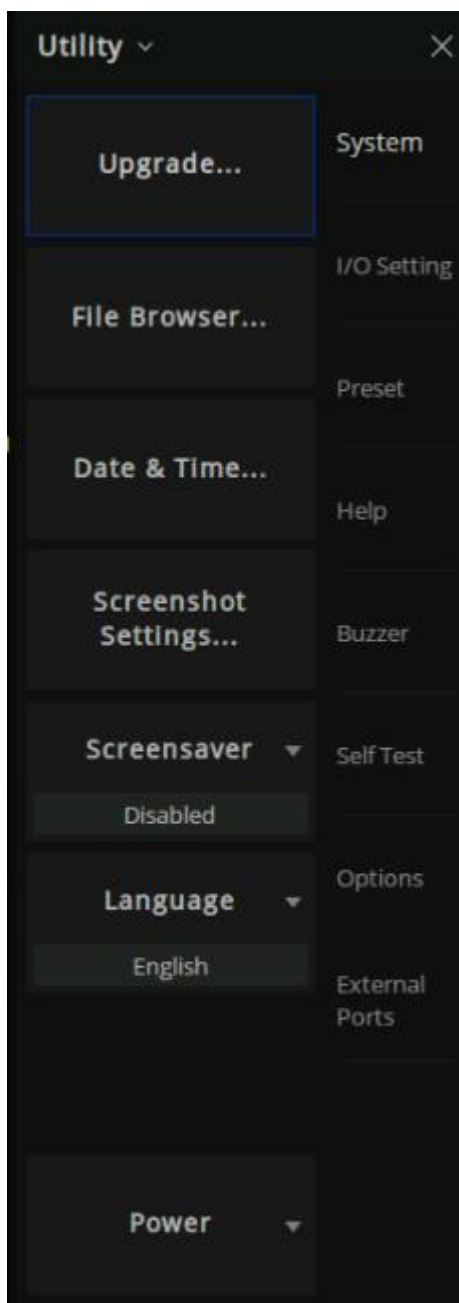 Utility
Upgrade...
File Browser...
Date & Time...
Screenshot
Settings...
Screensaver
Disabled
Language
English
Power
System
I/O Setting
Preset
Help
Buzzer
Self Test
Options
External
Ports